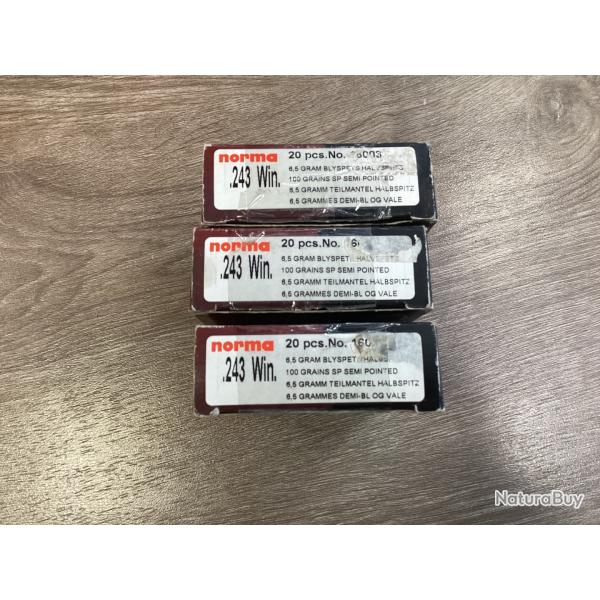 norma
20 pcs.No. 16003
.243 Win.
6,5 GRAM BLYSPETS HALVSPETS
100 GRAINS SP SEMI POINTED
6,5 GRAMM TEILMANTEL HALBSPITZ
6,5 GRAMMES DEMI-BL OG VALE
norma
20 pcs.No.
.243 Win.
6,5 GRAM BLYSPETS HALVSPETS
100 GRAINS SP SEMI POINTED
6,5 GRAMM TEILMANTEL HALBSPITZ
6,5 GRAMMES DEMI-BL OG VALE
norma
20 pcs.No.
.243 Win.
6,5 GRAM BLYSPETS
100 GRAINS SP SEMI POINTED
6,5 GRAMM TEILMANTEL HALBSPITZ
6,5 GRAMMES DEMI-BL OG VALE
NaturaBuy